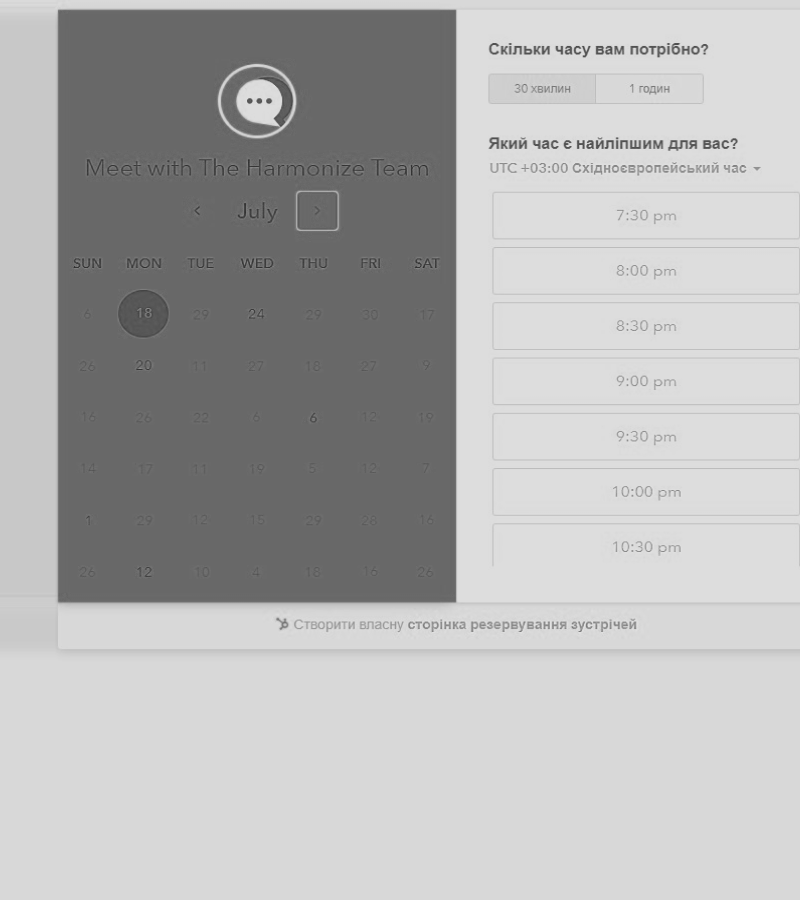 Meet with The Harmonize Team
July
SUN MON TUE WED THU FRI SAT
6 18 29 24 29 30 17
26 20 11 27 18 27 9
16 26 22 6 6 12 19
14 17 11 19 5 12 7
1 29 12 15 29 28 16
26 12 10 4 18 16 26
Скільки часу вам потрібно?
30 хвилин 1 годин
Який час є найліпшим для вас?
UTC +03:00 Східноєвропейський час
7:30 pm
8:00 pm
8:30 pm
9:00 pm
9:30 pm
10:00 pm
10:30 pm
Створити власну сторінка резервування зустрічей